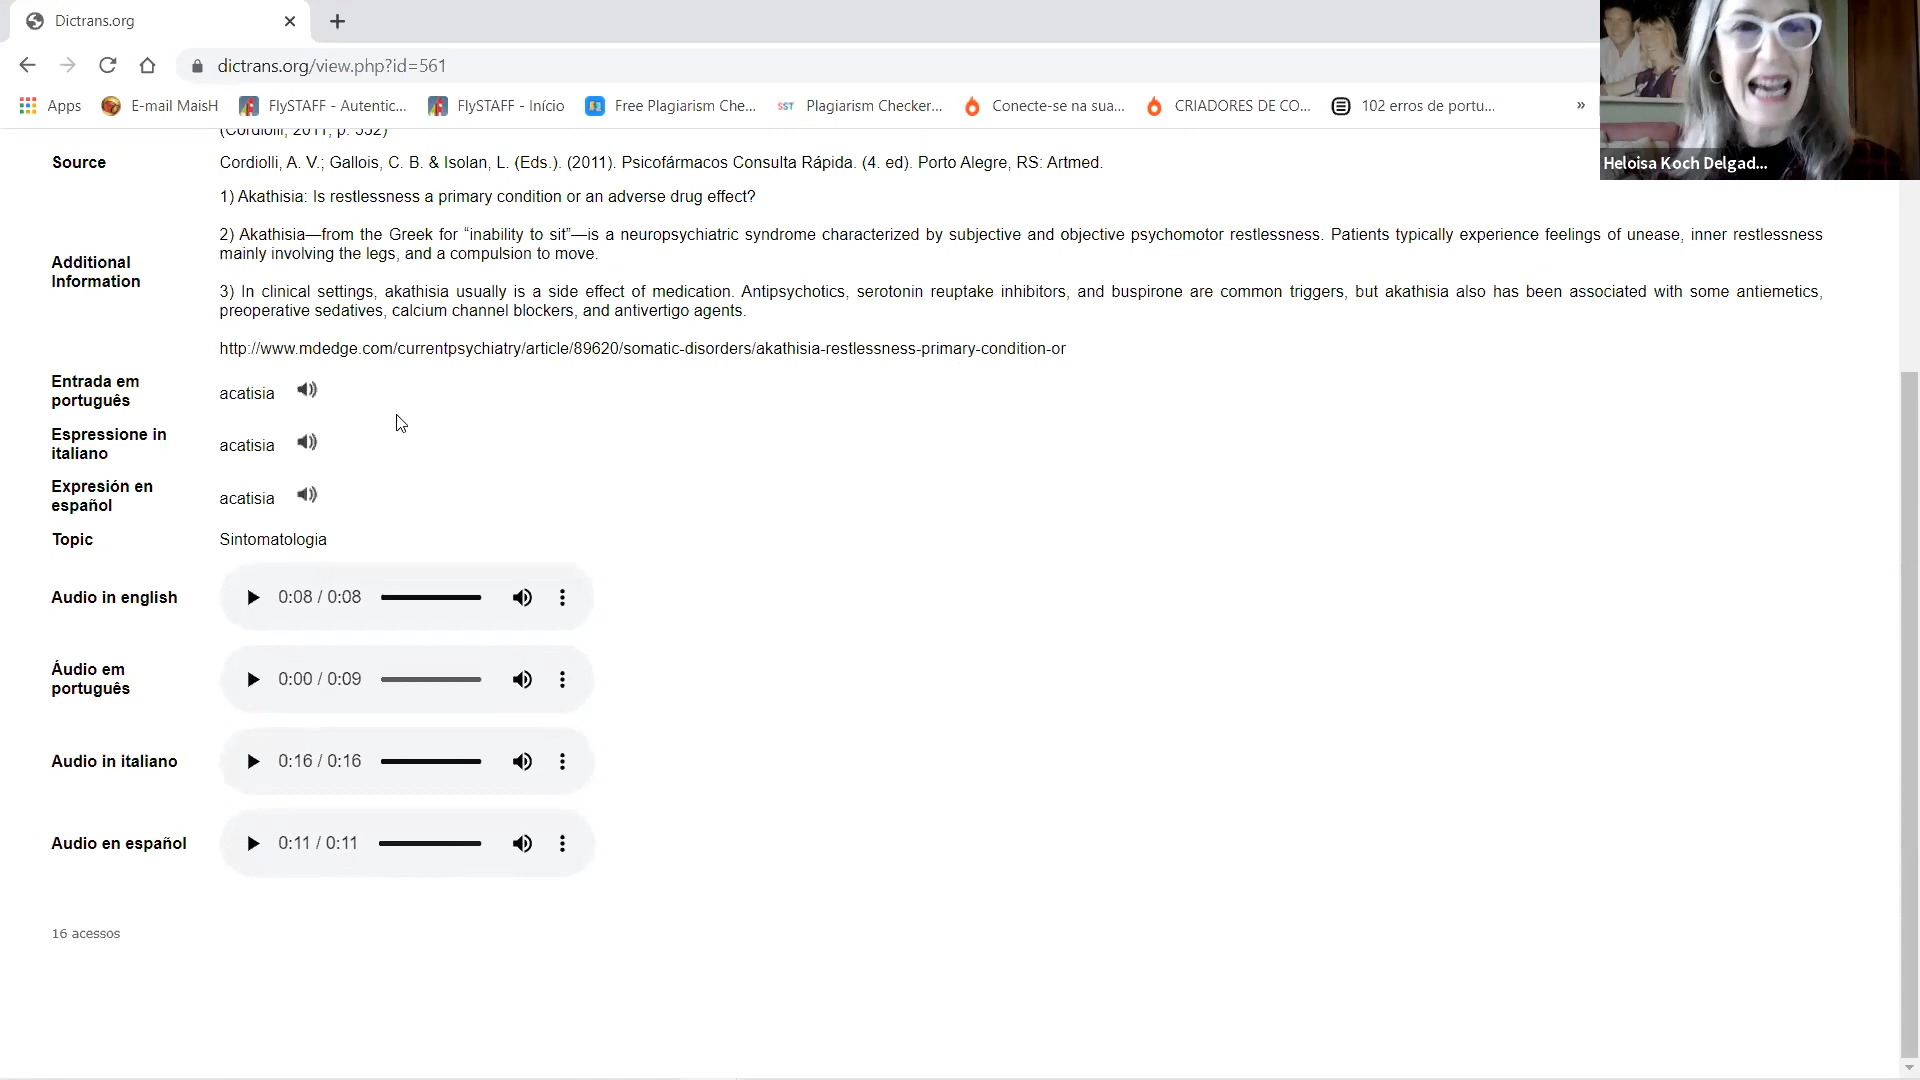 Dictrans.org
dictrans.org/view.php?id=561
Apps E-mail MaisH FlySTAFF - Autentic... FlySTAFF - Início Free Plagiarism Che... SST Plagiarism Checker... Conecte-se na sua... CRIADORES DE CO... 102 erros de portu... »
Heloisa Koch Delgad...
(Cordiolli, 2011, p. 552)
Source Cordiolli, A. V.; Gallois, C. B. & Isolan, L. (Eds.). (2011). Psicofármacos Consulta Rápida. (4. ed). Porto Alegre, RS: Artmed.
Additional
Information
1) Akathisia: Is restlessness a primary condition or an adverse drug effect?
2) Akathisia—from the Greek for “inability to sit”—is a neuropsychiatric syndrome characterized by subjective and objective psychomotor restlessness. Patients typically experience feelings of unease, inner restlessness
mainly involving the legs, and a compulsion to move.
3) In clinical settings, akathisia usually is a side effect of medication. Antipsychotics, serotonin reuptake inhibitors, and buspirone are common triggers, but akathisia also has been associated with some antiemetics,
preoperative sedatives, calcium channel blockers, and antivertigo agents.
http://www.mdedge.com/currentpsychiatry/article/89620/somatic-disorders/akathisia-restlessness-primary-condition-or
Entrada em
português
acatisia
Espressione in
italiano
acatisia
Expresión en
español
acatisia
Topic Sintomatologia
Audio in english 0:08 / 0:08
Áudio em
português
0:00 / 0:09
Audio in italiano 0:16 / 0:16
Audio en español 0:11 / 0:11
16 acessos